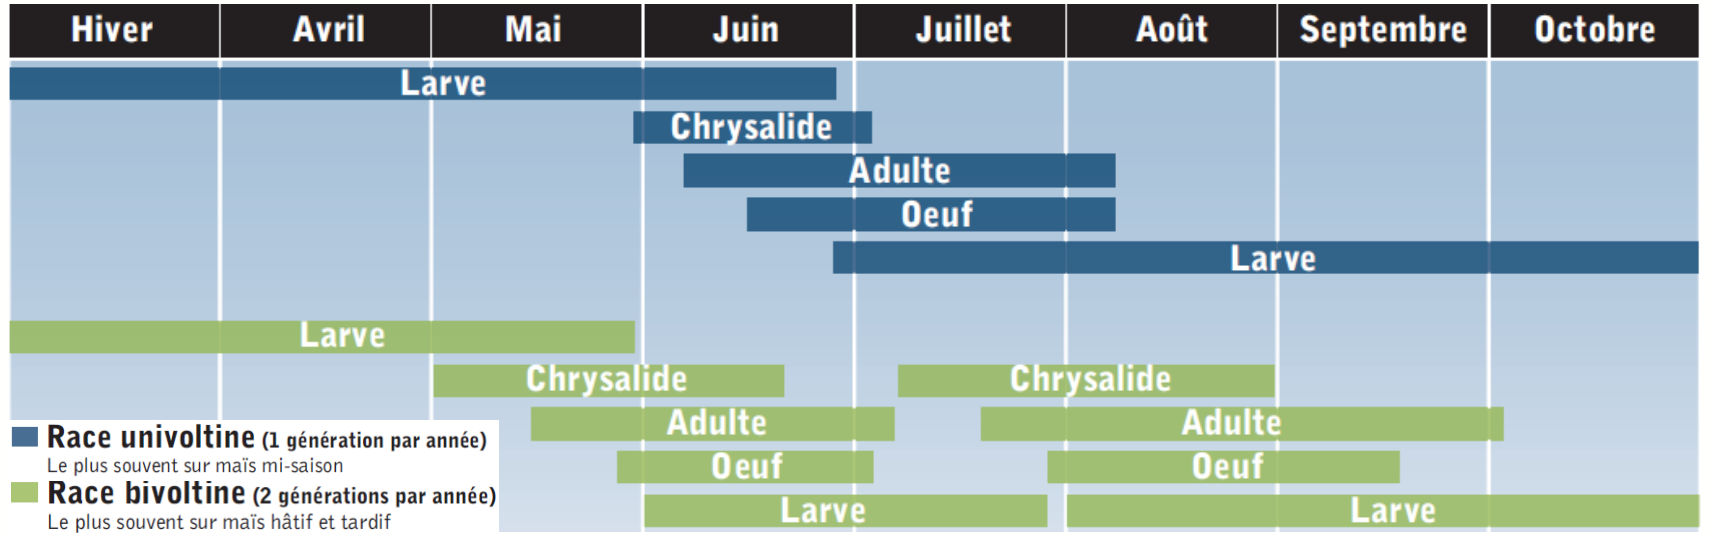 Hiver Avril Mai Juin Juillet Août Septembre Octobre
Larve
Chrysalide
Adulte
Oeuf
Larve
Larve
Chrysalide Chrysalide
Adulte Adulte
Oeuf Oeuf
Larve Larve
Race univoltine (1 génération par année)
Le plus souvent sur maïs mi-saison
Race bivoltine (2 générations par année)
Le plus souvent sur maïs hâtif et tardif